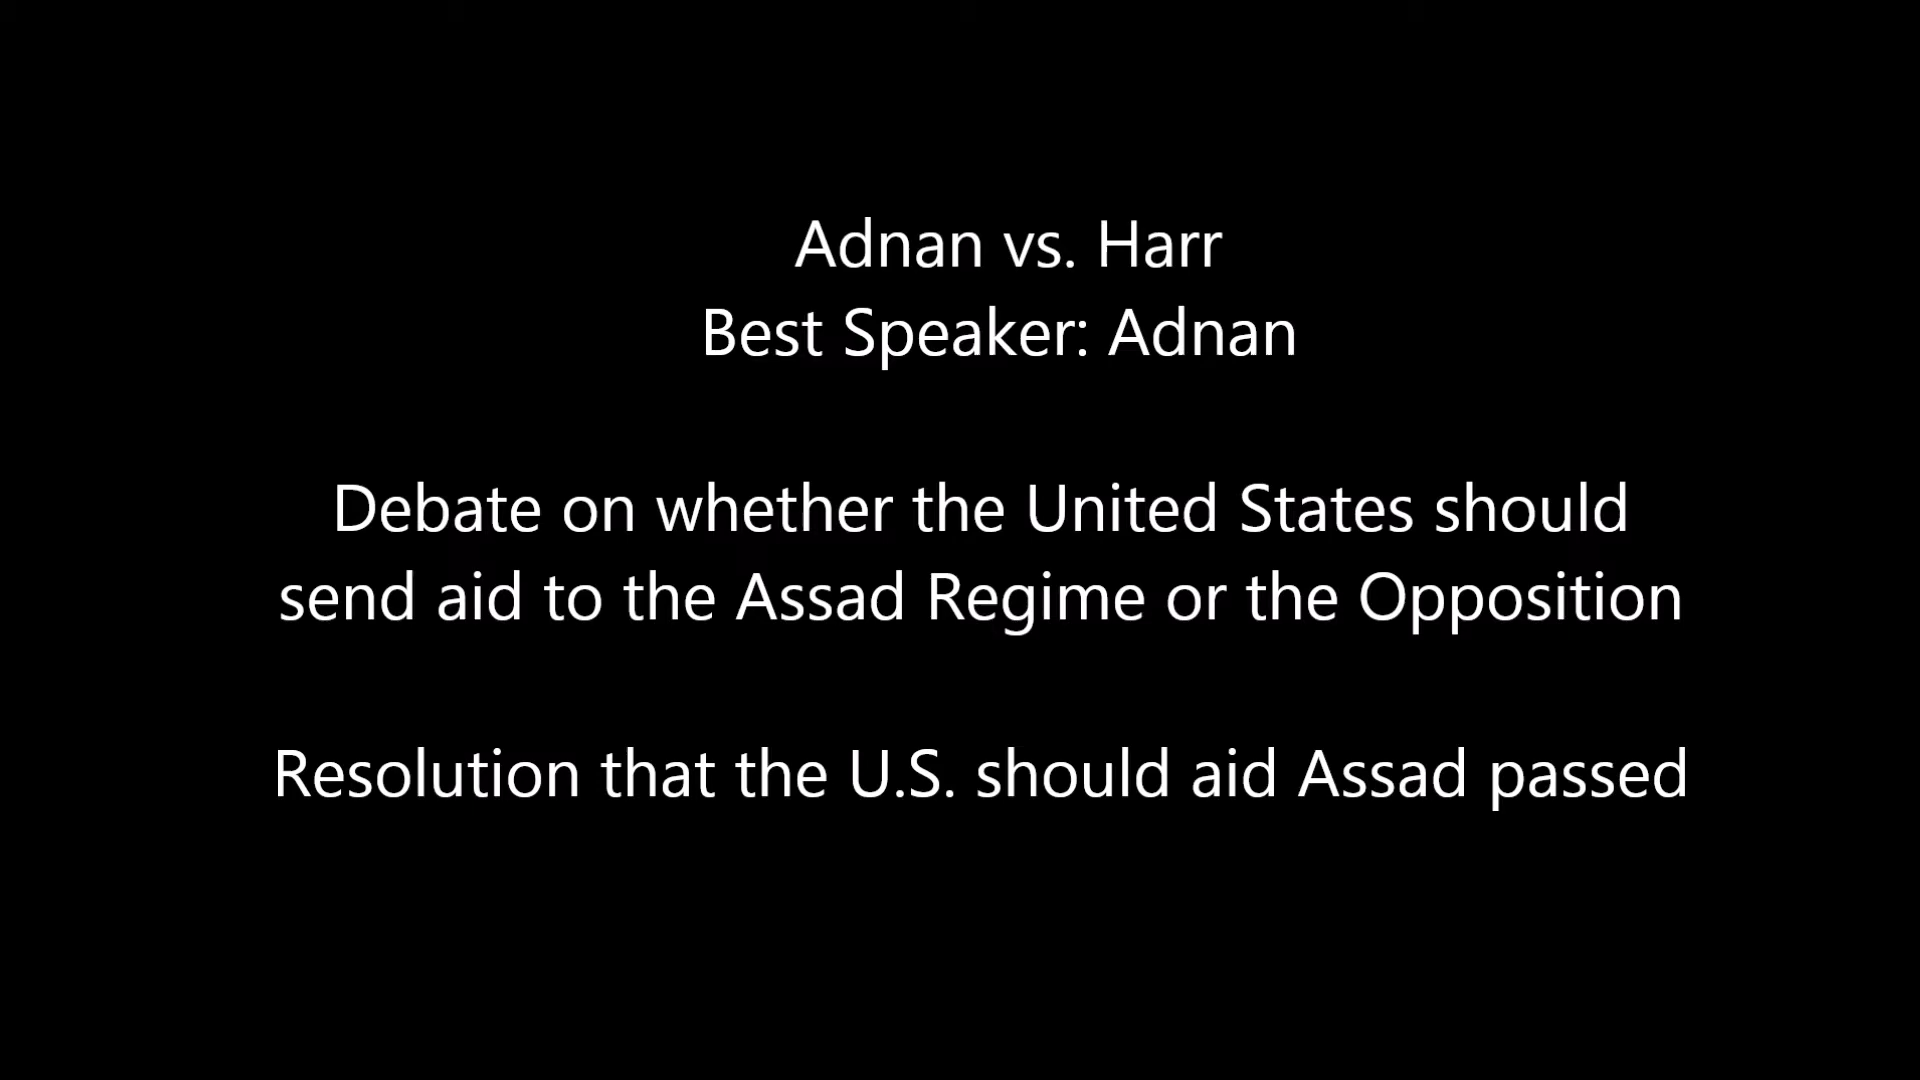 Adnan vs. Harr
Best Speaker: Adnan
Debate on whether the United States should
send aid to the Assad Regime or the Opposition
Resolution that the U.S. should aid Assad passed